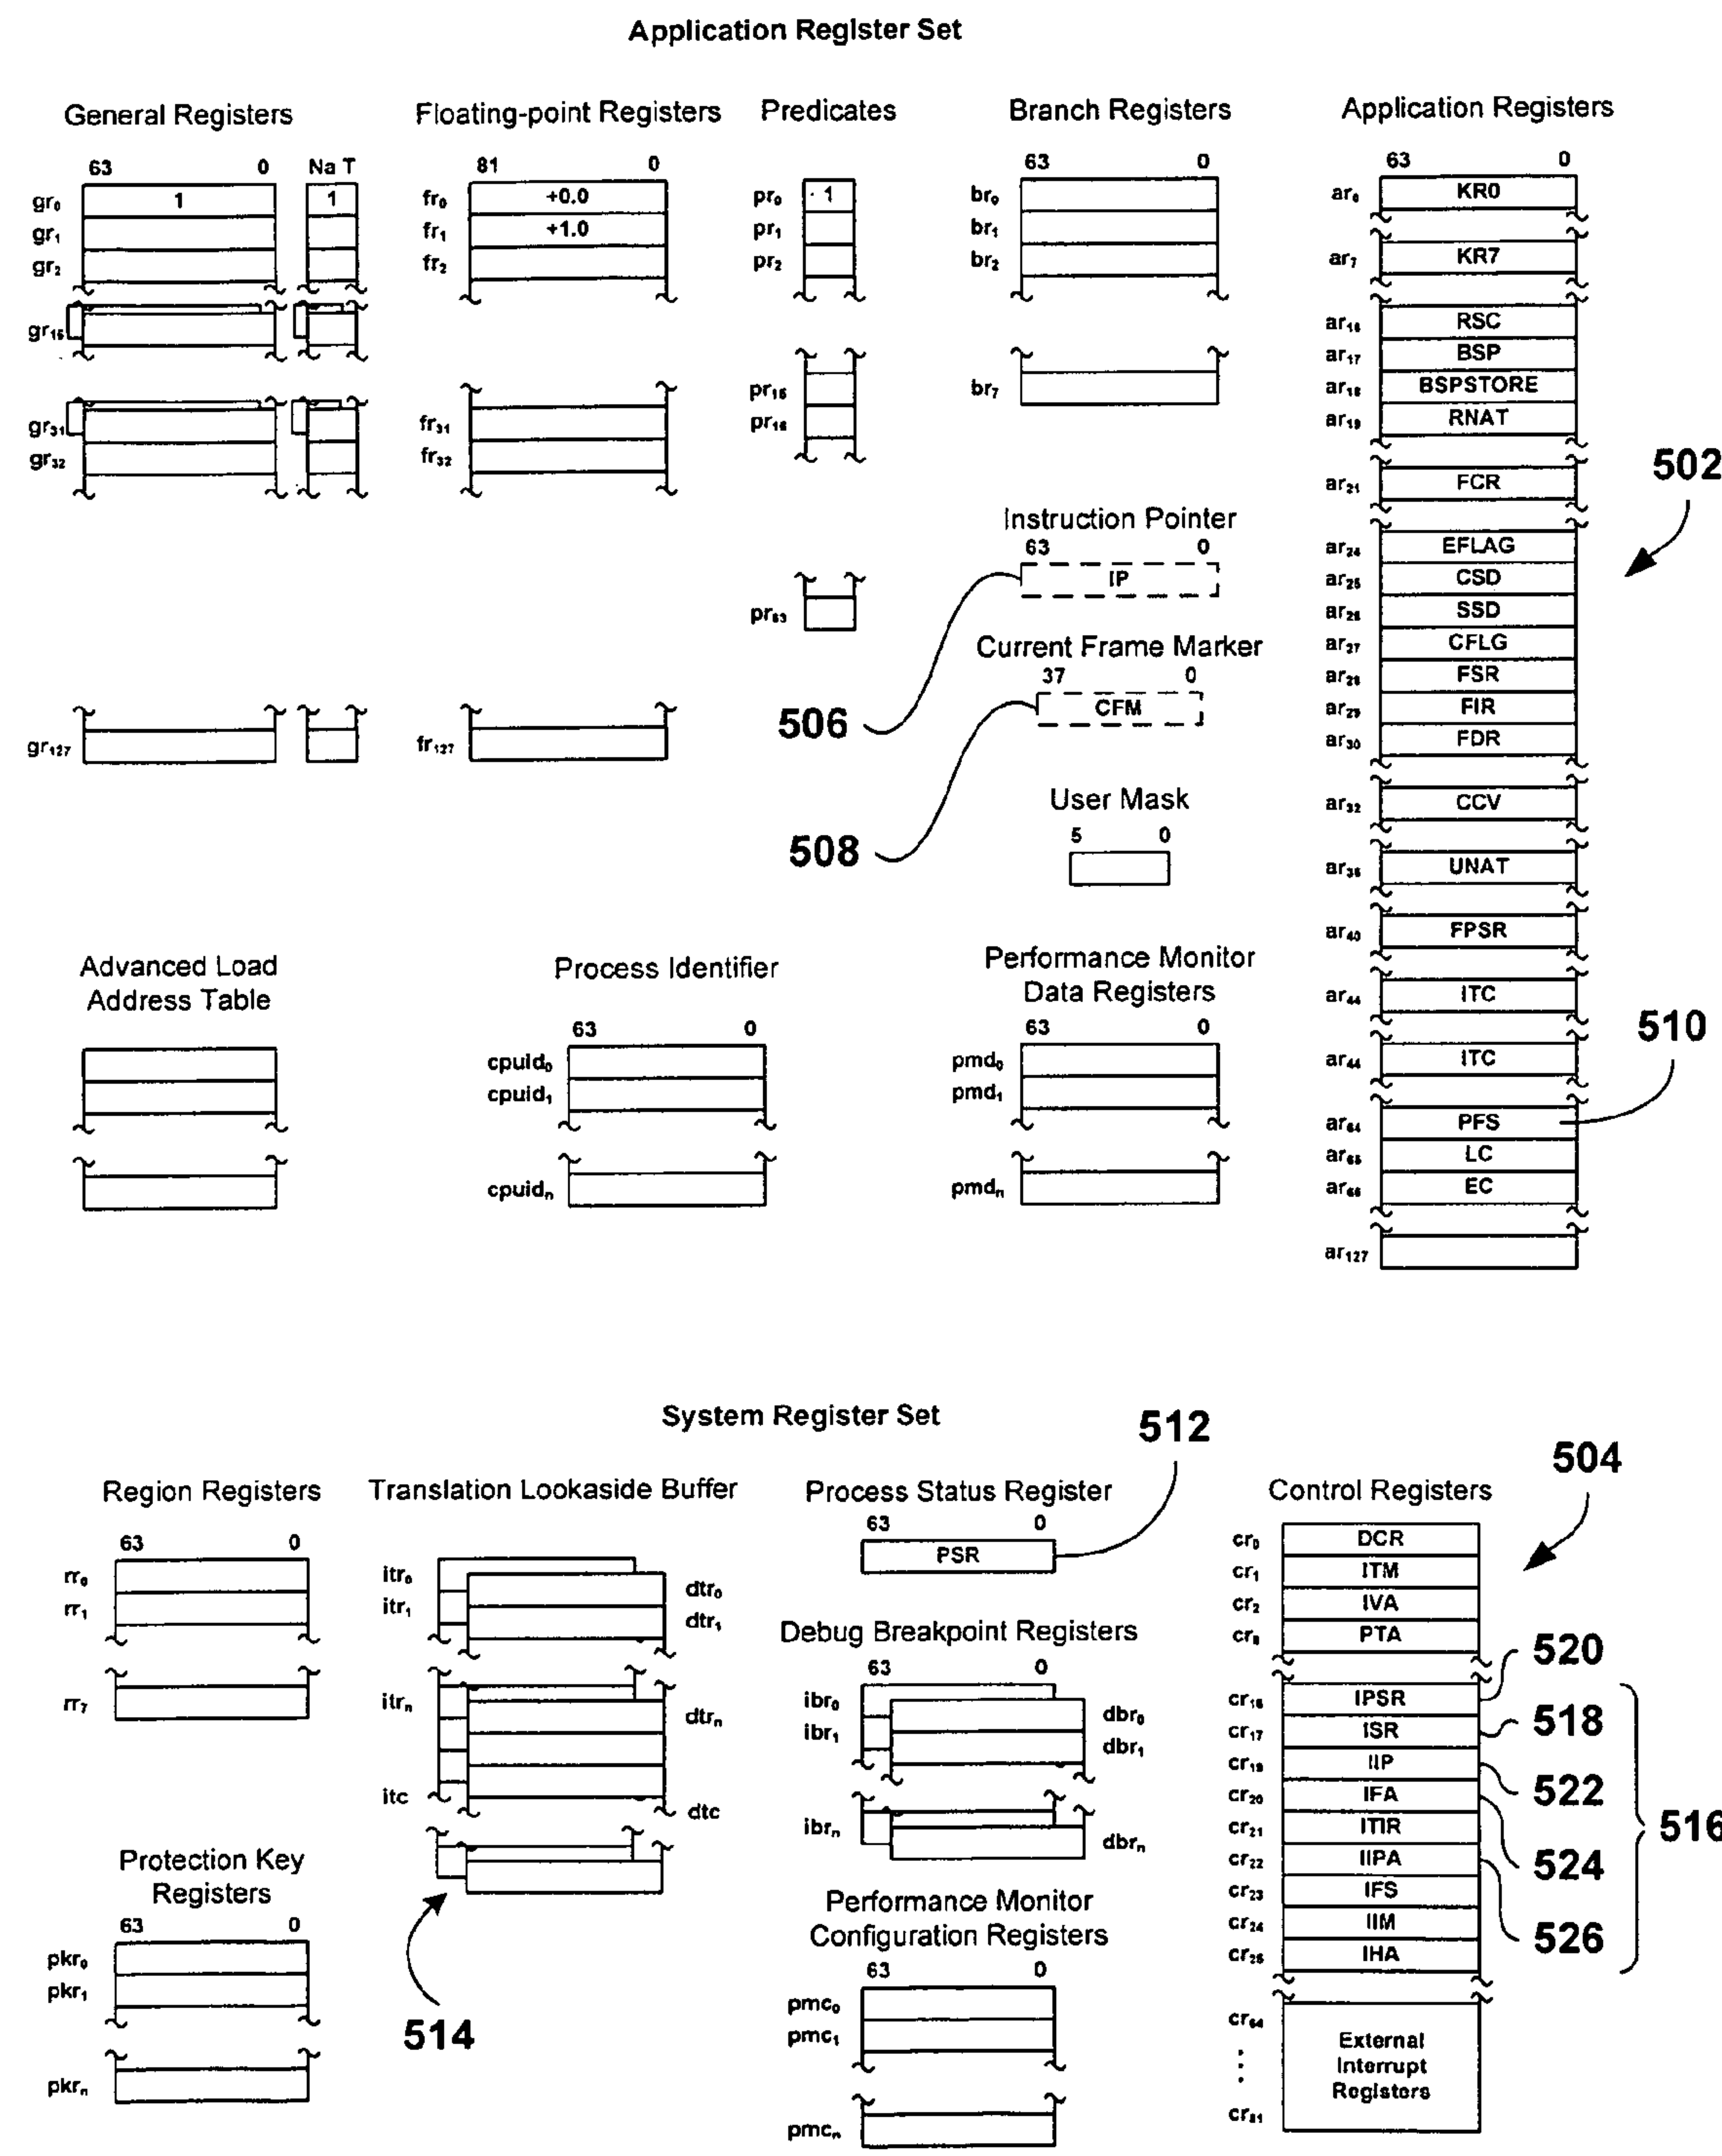 Application Register Set
General Registers
63 0 Na T
gr₀ 1 1
gr₁
gr₂
gr₁₅
gr₃₁
gr₃₂
gr₁₂₇
Floating-point Registers
81 0
fr₀ +0.0
fr₁ +1.0
fr₂
fr₃₁
fr₃₂
fr₁₂₇
Predicates
pr₀ 1
pr₁
pr₂
pr₁₅
pr₁₆
pr₆₃
Branch Registers
63 0
br₀
br₁
br₂
br₇
Instruction Pointer
63 0
IP
506
Current Frame Marker
37 0
CFM
508
User Mask
5 0
Application Registers
63 0
ar₀ KR0
ar₇ KR7
ar₁₆ RSC
ar₁₇ BSP
ar₁₈ BSPSTORE
ar₁₉ RNAT
ar₂₁ FCR
ar₂₄ EFLAG
ar₂₅ CSD
ar₂₆ SSD
ar₂₇ CFLG
ar₂₈ FSR
ar₂₉ FIR
ar₃₀ FDR
ar₃₂ CCV
ar₃₆ UNAT
ar₄₀ FPSR
ar₄₄ ITC
ar₄₄ ITC
ar₆₄ PFS
ar₆₅ LC
ar₆₆ EC
ar₁₂₇
502
510
Advanced Load
Address Table
Process Identifier
63 0
cpuid₀
cpuid₁
cpuidₙ
Performance Monitor
Data Registers
63 0
pmd₀
pmd₁
pmdₙ
System Register Set
Region Registers
63 0
rr₀
rr₁
rr₇
Protection Key
Registers
63 0
pkr₀
pkr₁
pkrₙ
Translation Lookaside Buffer
itr₀ dtr₀
itr₁ dtr₁
itrₙ dtrₙ
itc dtc
514
Process Status Register
63 0
PSR
512
Debug Breakpoint Registers
63 0
ibr₀ dbr₀
ibr₁ dbr₁
ibrₙ dbrₙ
Performance Monitor
Configuration Registers
63 0
pmc₀
pmc₁
pmcₙ
Control Registers
504
cr₀ DCR
cr₁ ITM
cr₂ IVA
cr₈ PTA
cr₁₆ IPSR 520
cr₁₇ ISR 518
cr₁₉ IIP 522
cr₂₀ IFA 524
cr₂₁ ITIR
cr₂₂ IIPA 526
cr₂₃ IFS
cr₂₄ IIM
cr₂₅ IHA
516
cr₆₄
External
Interrupt
Registers
cr₈₁